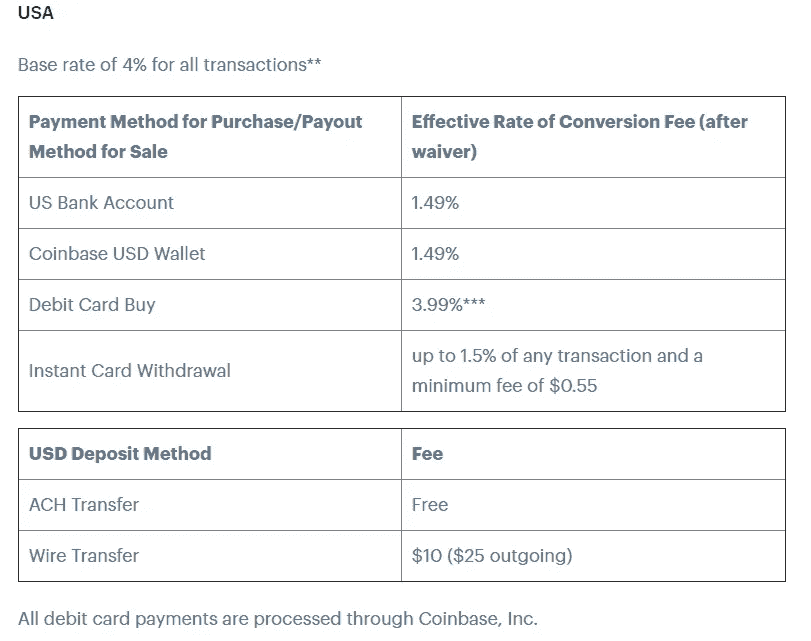 USA
Base rate of 4% for all transactions**
Payment Method for Purchase/Payout
Method for Sale
Effective Rate of Conversion Fee (after
waiver)
US Bank Account
1.49%
Coinbase USD Wallet
1.49%
Debit Card Buy
3.99%***
Instant Card Withdrawal
up to 1.5% of any transaction and a
minimum fee of $0.55
USD Deposit Method
Fee
ACH Transfer
Free
Wire Transfer
$10 ($25 outgoing)
All debit card payments are processed through Coinbase, Inc.